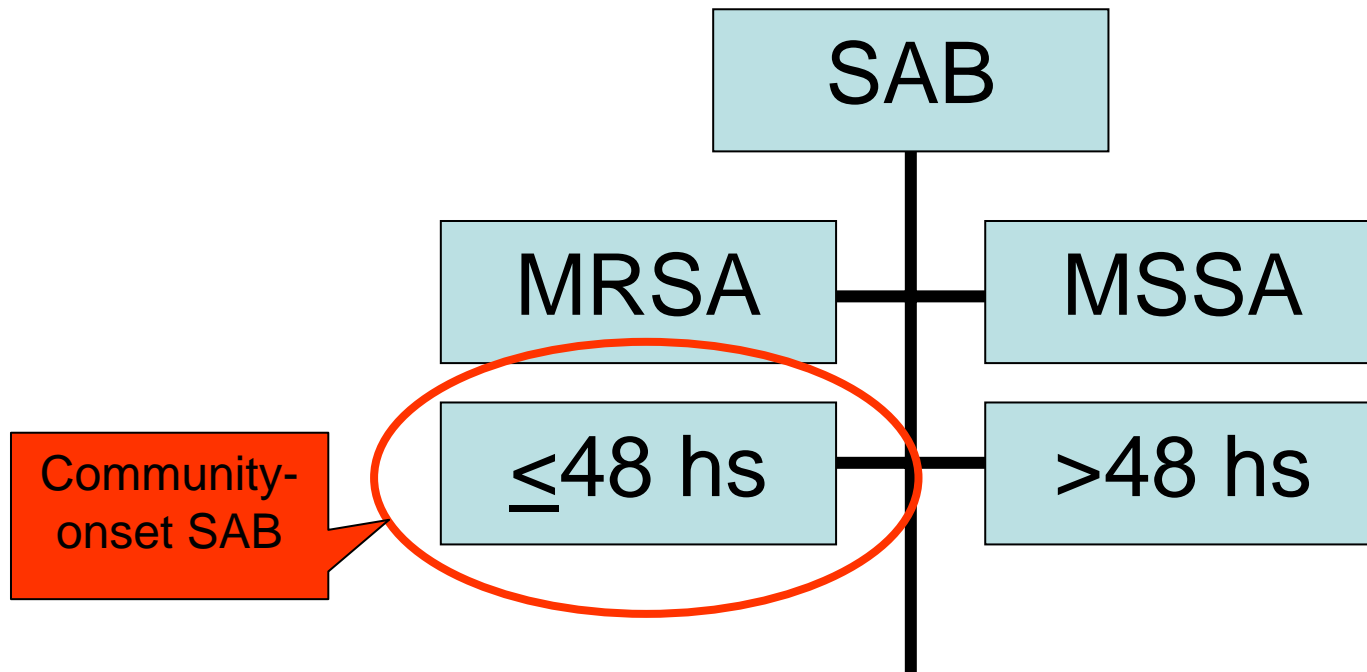 SAB
MRSA
MSSA
≤48 hs
>48 hs
Community-
onset SAB